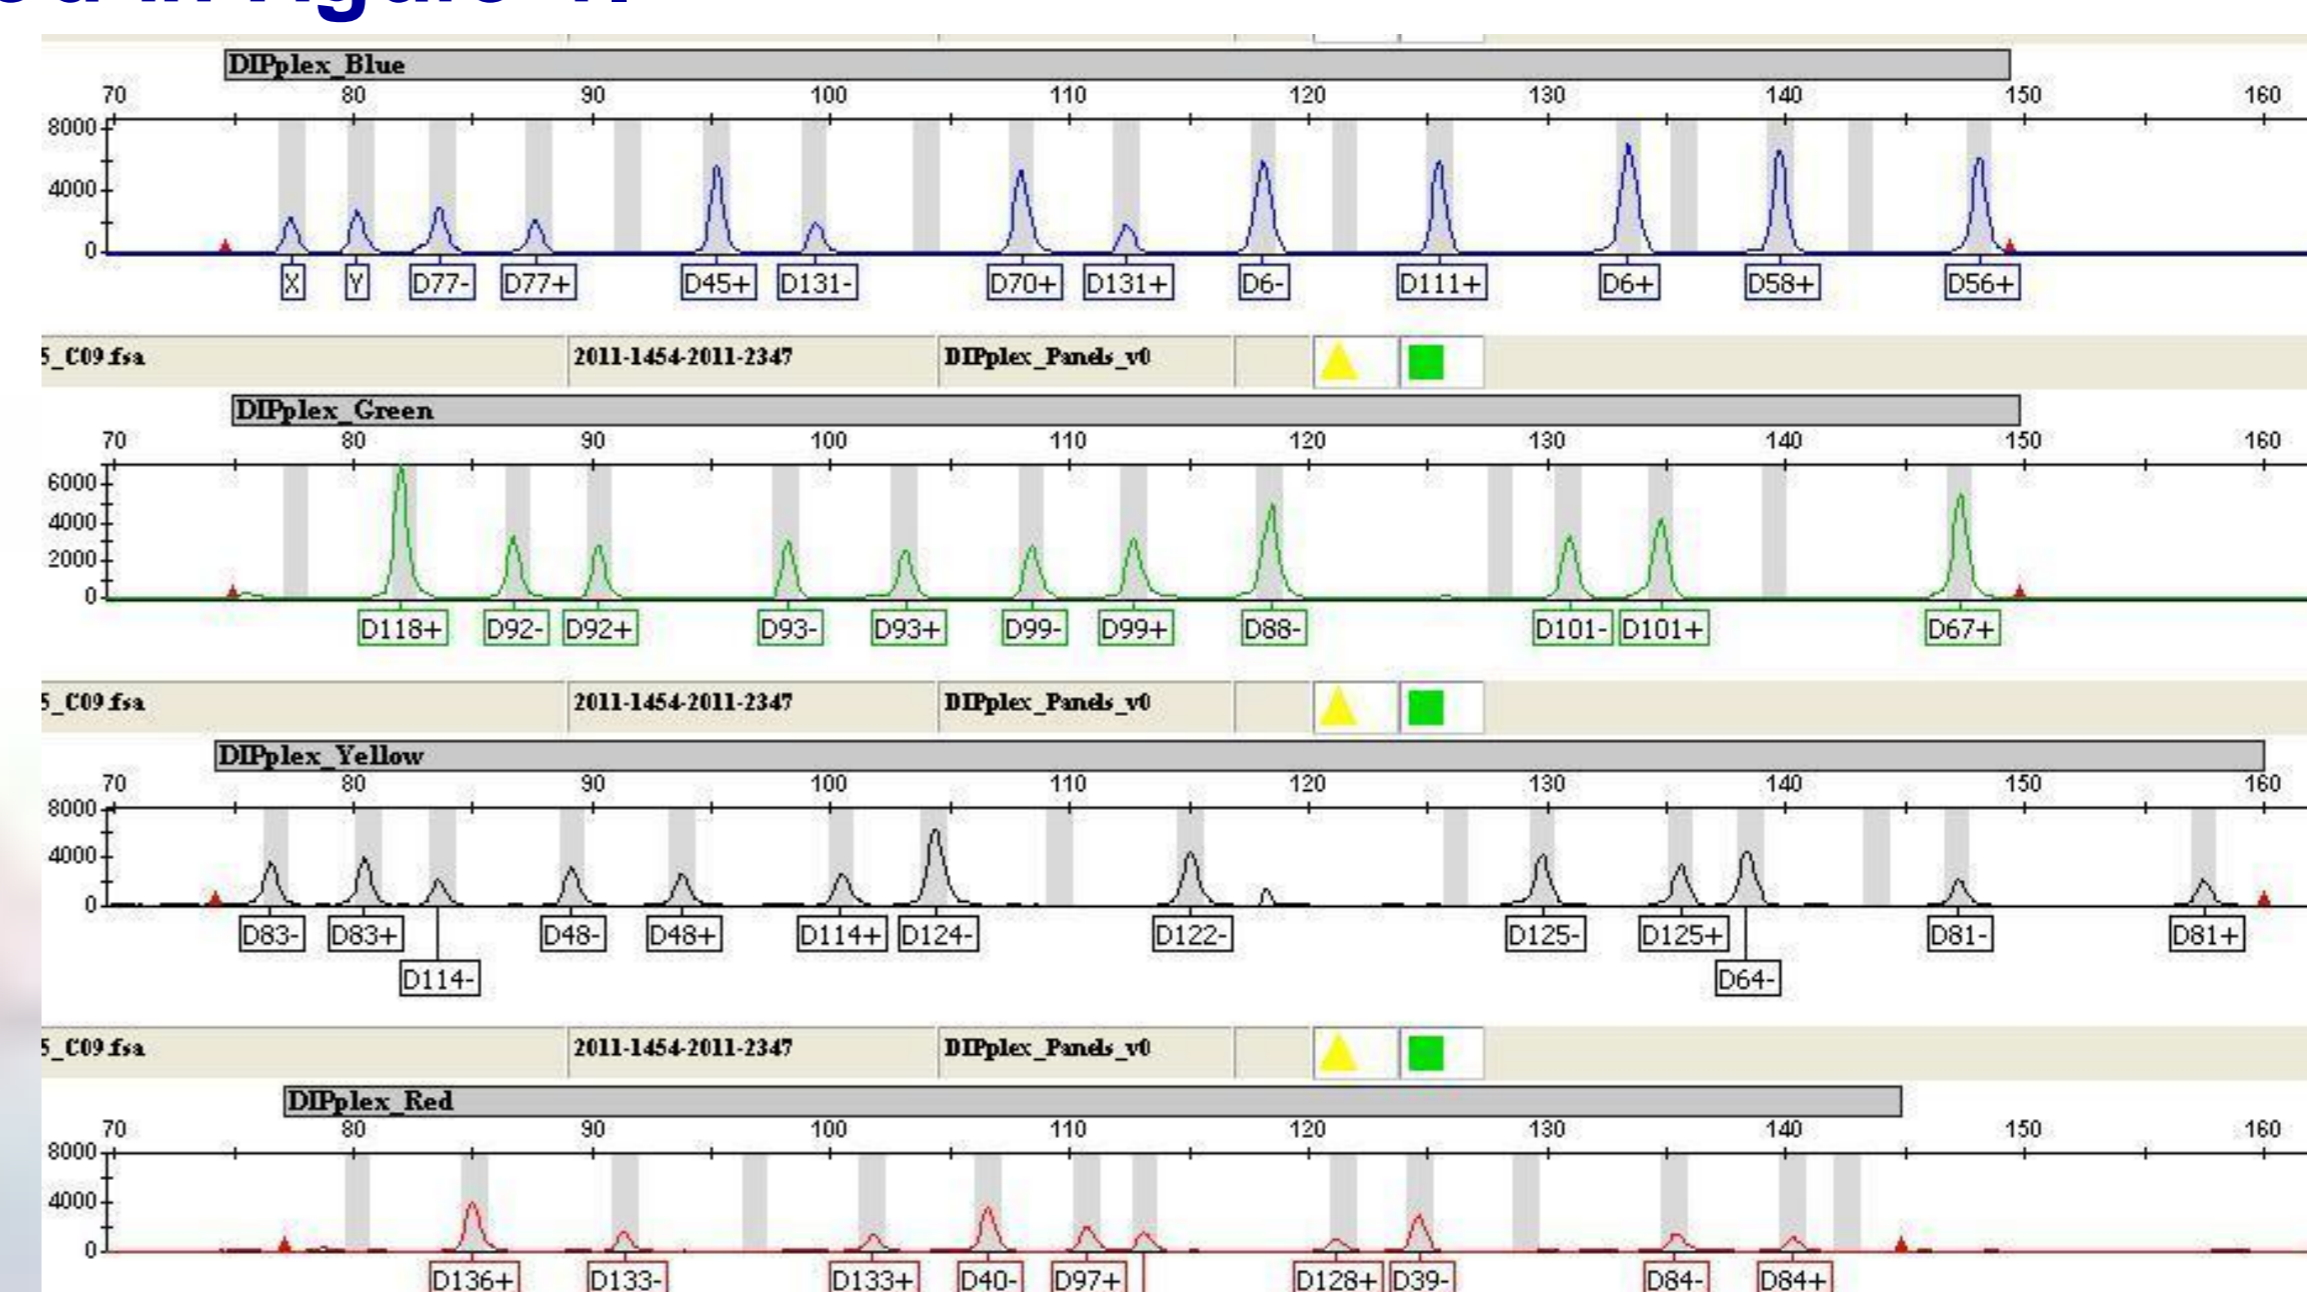 DIPplex_Blue
70 80 90 100 110 120 130 140 150 160
8000
4000
0
X Y D77- D77+ D45+ D131- D70+ D131+ D6- D111+ D6+ D58+ D56+
5_C09.fsa 2011-1454-2011-2347 DIPplex_Panels_v0
DIPplex_Green
70 80 90 100 110 120 130 140 150 160
6000
4000
2000
0
D118+ D92- D92+ D93- D93+ D99- D99+ D88- D101- D101+ D67+
5_C09.fsa 2011-1454-2011-2347 DIPplex_Panels_v0
DIPplex_Yellow
70 80 90 100 110 120 130 140 150 160
8000
4000
0
D83- D83+ D48- D48+ D114+ D124- D122- D125- D125+ D81- D81+
D114- D64-
5_C09.fsa 2011-1454-2011-2347 DIPplex_Panels_v0
DIPplex_Red
70 80 90 100 110 120 130 140 150 160
8000
4000
0
D136+ D133- D133+ D40- D97+ D128+ D39- D84- D84+